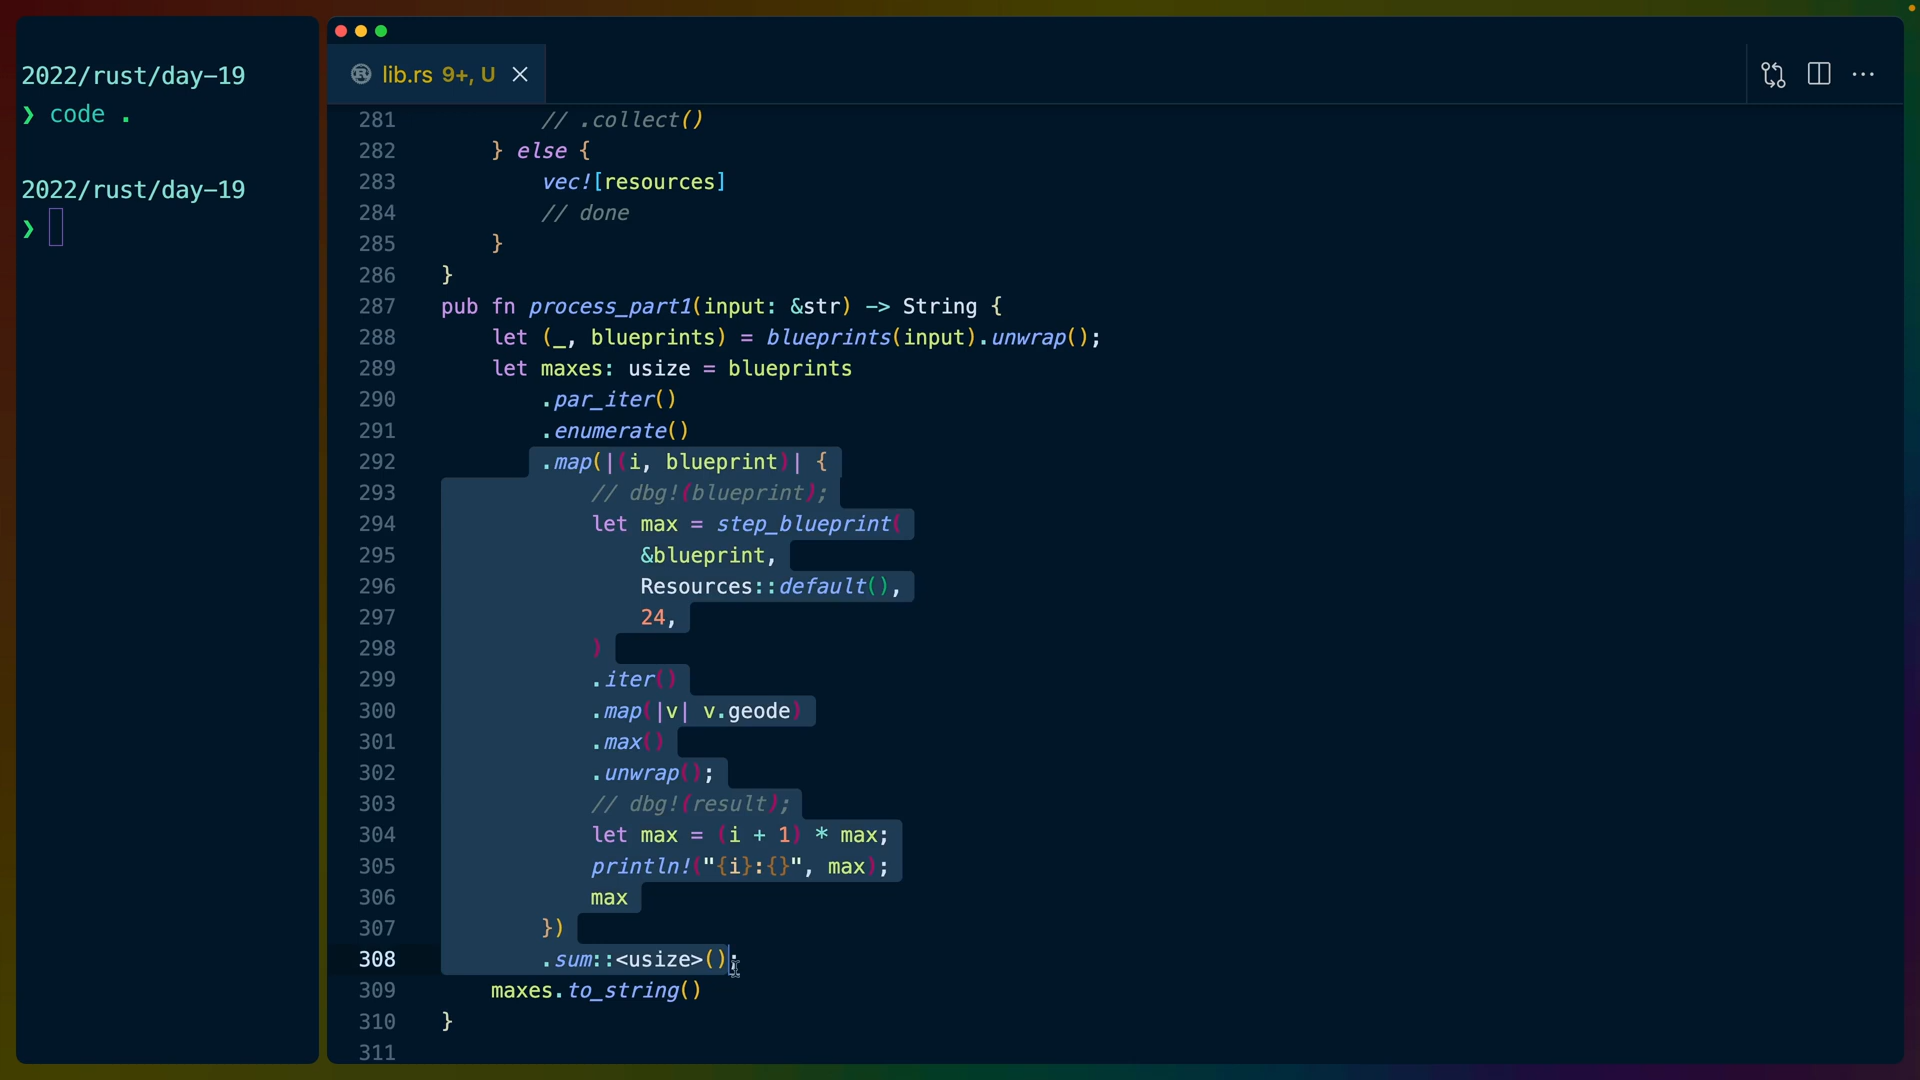 2022/rust/day-19
❯ code .
2022/rust/day-19
❯
lib.rs 9+, U
281 // .collect()
282 } else {
283 vec![resources]
284 // done
285 }
286 }
287 pub fn process_part1(input: &str) -> String {
288 let (_, blueprints) = blueprints(input).unwrap();
289 let maxes: usize = blueprints
290 .par_iter()
291 .enumerate()
292 .map(|(i, blueprint)| {
293 // dbg!(blueprint);
294 let max = step_blueprint(
295 &blueprint,
296 Resources::default(),
297 24,
298 )
299 .iter()
300 .map(|v| v.geode)
301 .max()
302 .unwrap();
303 // dbg!(result);
304 let max = (i + 1) * max;
305 println!("{i}:{}", max);
306 max
307 })
308 .sum::<usize>();
309 maxes.to_string()
310 }
311